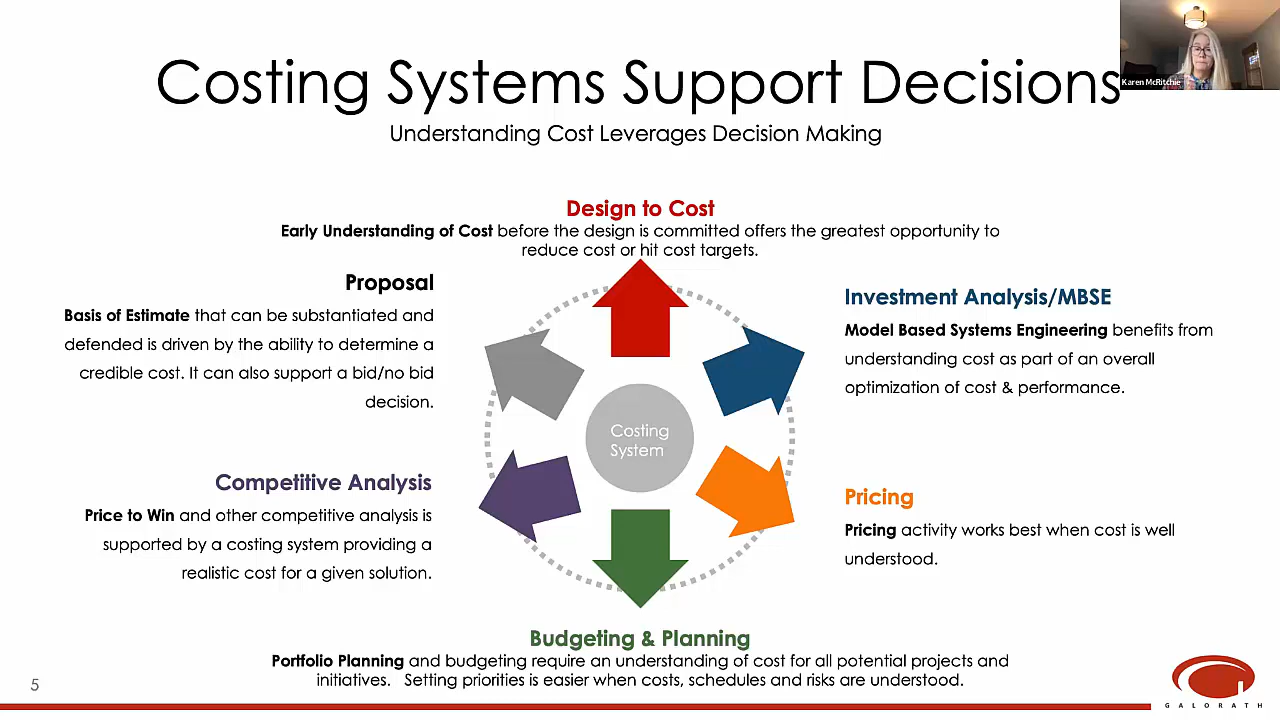 Costing Systems Support Decisions
Karen McRitchie
Understanding Cost Leverages Decision Making
Design to Cost
Early Understanding of Cost before the design is committed offers the greatest opportunity to
reduce cost or hit cost targets.
Proposal
Basis of Estimate that can be substantiated and
defended is driven by the ability to determine a
credible cost. It can also support a bid/no bid
decision.
Investment Analysis/MBSE
Model Based Systems Engineering benefits from
understanding cost as part of an overall
optimization of cost & performance.
Costing
System
Competitive Analysis
Price to Win and other competitive analysis is
supported by a costing system providing a
realistic cost for a given solution.
Pricing
Pricing activity works best when cost is well
understood.
Budgeting & Planning
Portfolio Planning and budgeting require an understanding of cost for all potential projects and
initiatives. Setting priorities is easier when costs, schedules and risks are understood.
5
GALORATH